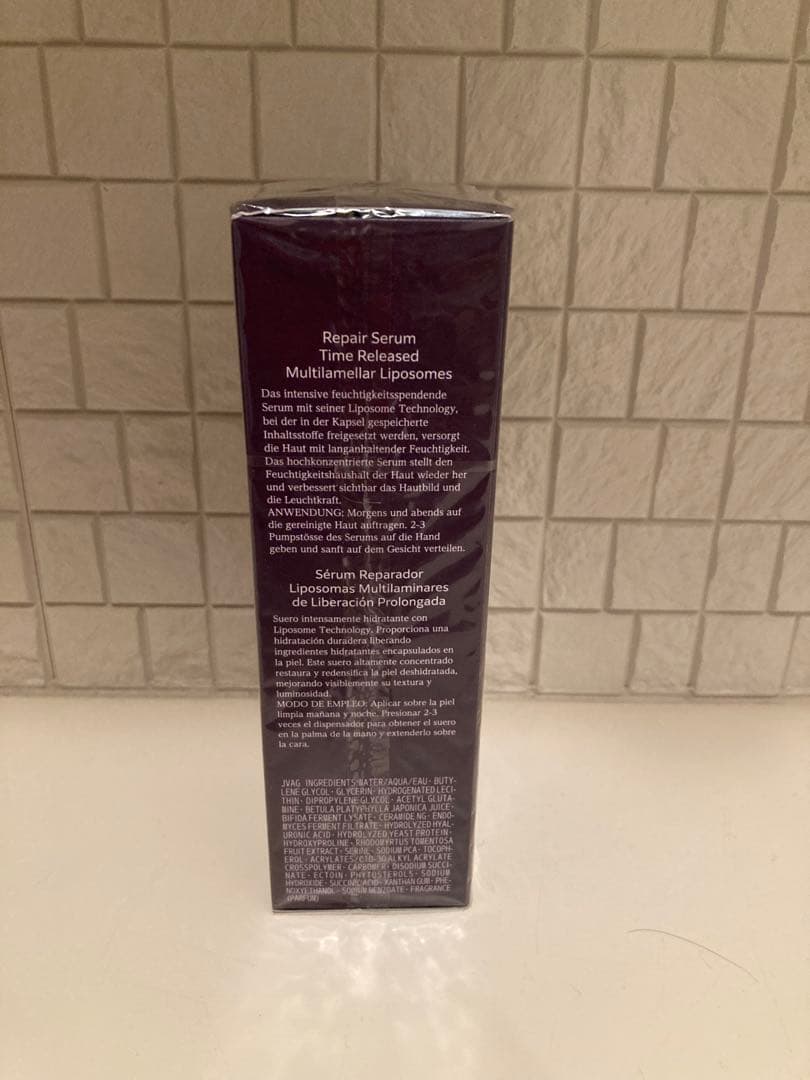 Repair Serum
Time Released
Multilamellar Liposomes
Das intensive feuchtigkeitsspendende
Serum mit seiner Liposome Technology,
bei der in der Kapsel gespeicherte
Inhaltsstoffe freigesetzt werden, versorgt
die Haut mit langanhaltender Feuchtigkeit.
Das hochkonzentrierte Serum stellt den
Feuchtigkeitshaushalt der Haut wieder her
und verbessert sichtbar das Hautbild und
die Leuchtkraft.
ANWENDUNG: Morgens und abends auf
die gereinigte Haut auftragen. 2-3
Pumpstösse des Serums auf die Hand
geben und sanft auf dem Gesicht verteilen.
Sérum Reparador
Liposomas Multilaminares
de Liberación Prolongada
Suero intensamente hidratante con
Liposome Technology. Proporciona una
hidratación duradera liberando
ingredientes hidratantes encapsulados en
la piel. Este suero altamente concentrado
restaura y redensifica la piel deshidratada,
mejorando visiblemente su textura y
luminosidad.
MODO DE EMPLEO: Aplicar sobre la piel
limpia mañana y noche. Presionar 2-3
veces el dispensador para obtener el suero
en la palma de la mano y extenderlo sobre
la cara.
JVAG INGREDIENTS:WATER/AQUA/EAU· BUTY-
LENE GLYCOL· GLYCERIN· HYDROGENATED LECI-
THIN· DIPROPYLENE GLYCOL· ACETYL GLUTA-
MINE· BETULA PLATYPHYLLA JAPONICA JUICE·
BIFIDA FERMENT LYSATE· CERAMIDE NG· ENDO-
MYCES FERMENT FILTRATE· HYDROLYZED HYAL-
URONIC ACID· HYDROLYZED YEAST PROTEIN·
HYDROXYPROLINE· RHODOMYRTUS TOMENTOSA
FRUIT EXTRACT· SERINE· SODIUM PCA· TOCOPH-
EROL· ACRYLATES/C10-30 ALKYL ACRYLATE
CROSSPOLYMER· CARBOMER· DISODIUM SUCCI-
NATE· ECTOIN· PHYTOSTEROLS· SODIUM
HYDROXIDE· SUCCINIC ACID· XANTHAN GUM· PHE-
NOXYETHANOL· SODIUM BENZOATE· FRAGRANCE
(PARFUM)